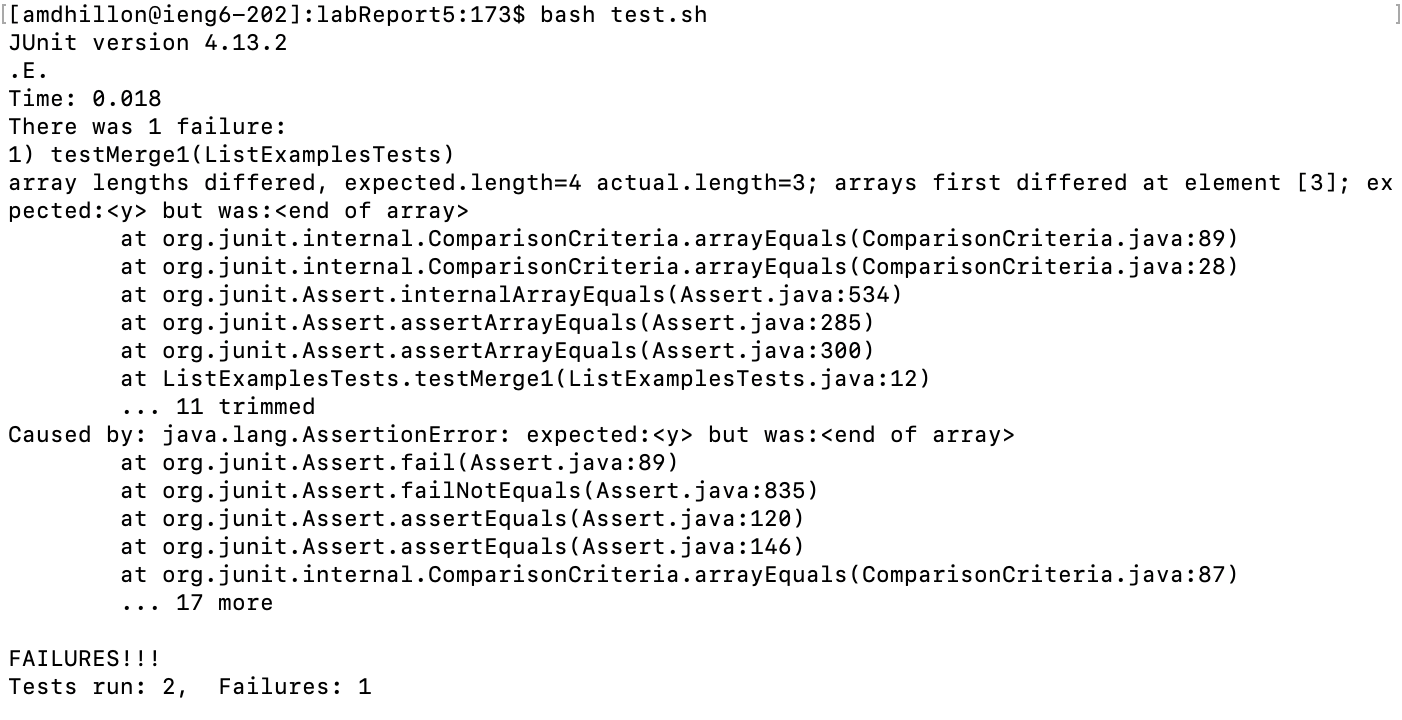 [[amdhillon@ieng6-202]:labReport5:173$ bash test.sh ]
JUnit version 4.13.2
.E.
Time: 0.018
There was 1 failure:
1) testMerge1(ListExamplesTests)
array lengths differed, expected.length=4 actual.length=3; arrays first differed at element [3]; ex
pected:<y> but was:<end of array>
        at org.junit.internal.ComparisonCriteria.arrayEquals(ComparisonCriteria.java:89)
        at org.junit.internal.ComparisonCriteria.arrayEquals(ComparisonCriteria.java:28)
        at org.junit.Assert.internalArrayEquals(Assert.java:534)
        at org.junit.Assert.assertArrayEquals(Assert.java:285)
        at org.junit.Assert.assertArrayEquals(Assert.java:300)
        at ListExamplesTests.testMerge1(ListExamplesTests.java:12)
        ... 11 trimmed
Caused by: java.lang.AssertionError: expected:<y> but was:<end of array>
        at org.junit.Assert.fail(Assert.java:89)
        at org.junit.Assert.failNotEquals(Assert.java:835)
        at org.junit.Assert.assertEquals(Assert.java:120)
        at org.junit.Assert.assertEquals(Assert.java:146)
        at org.junit.internal.ComparisonCriteria.arrayEquals(ComparisonCriteria.java:87)
        ... 17 more

FAILURES!!!
Tests run: 2,  Failures: 1